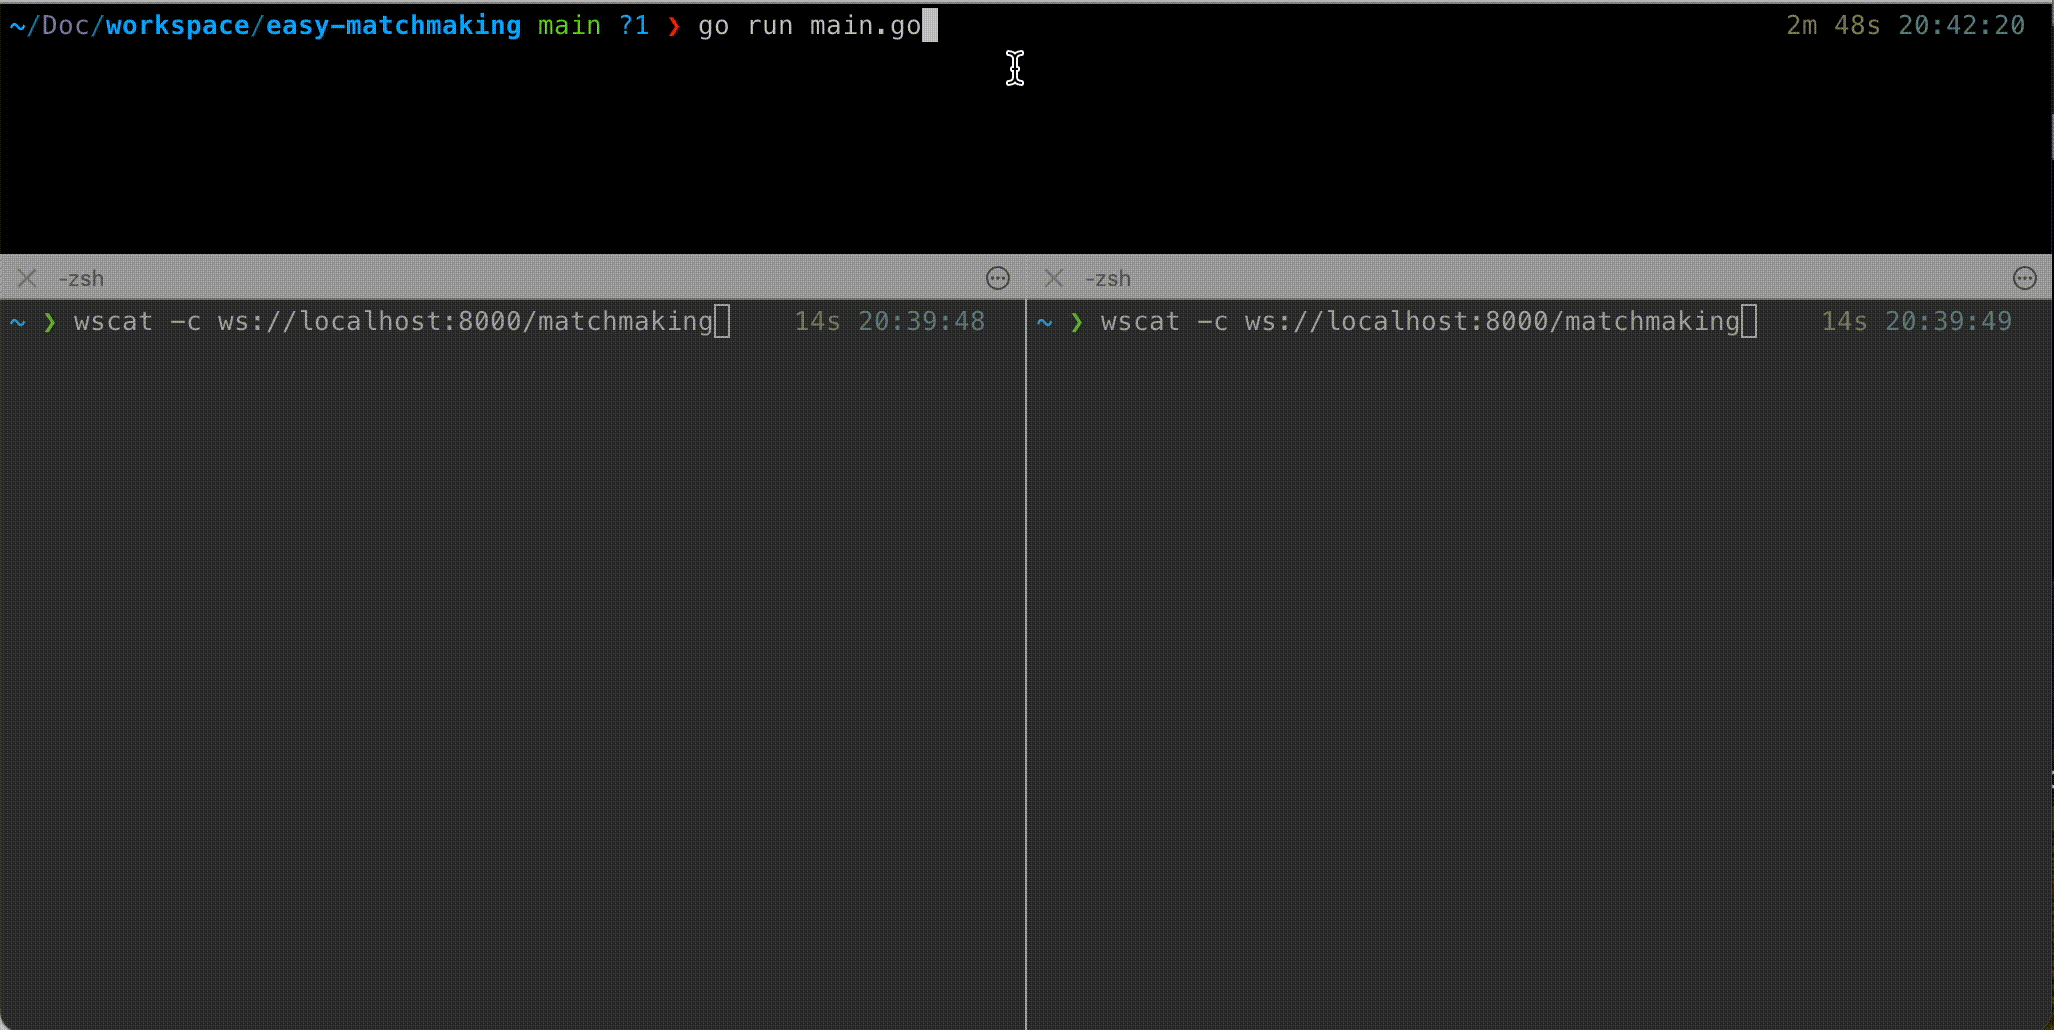 ~/Doc/workspace/easy-matchmaking main ?1 ❯ go run main.go 2m 48s 20:42:20
-zsh
~ ❯ wscat -c ws://localhost:8000/matchmaking 14s 20:39:48
-zsh
~ ❯ wscat -c ws://localhost:8000/matchmaking 14s 20:39:49